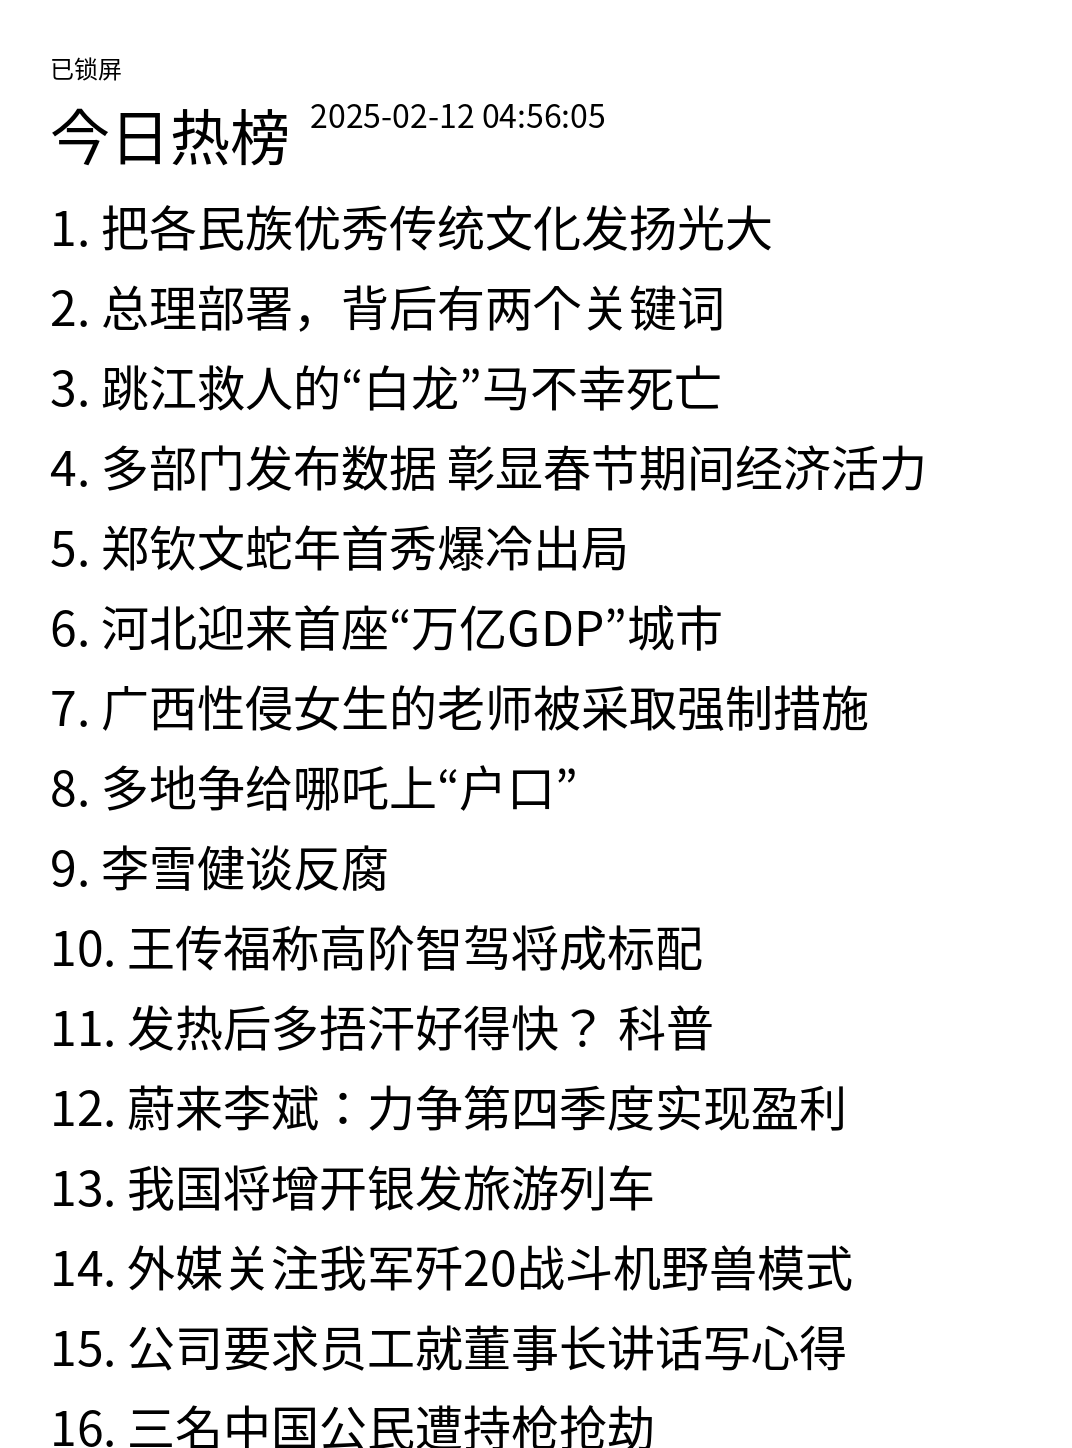 已锁屏
今日热榜 2025-02-12 04:56:05
1. 把各民族优秀传统文化发扬光大
2. 总理部署，背后有两个关键词
3. 跳江救人的“白龙”马不幸死亡
4. 多部门发布数据 彰显春节期间经济活力
5. 郑钦文蛇年首秀爆冷出局
6. 河北迎来首座“万亿GDP”城市
7. 广西性侵女生的老师被采取强制措施
8. 多地争给哪吒上“户口”
9. 李雪健谈反腐
10. 王传福称高阶智驾将成标配
11. 发热后多捂汗好得快？ 科普
12. 蔚来李斌：力争第四季度实现盈利
13. 我国将增开银发旅游列车
14. 外媒关注我军歼20战斗机野兽模式
15. 公司要求员工就董事长讲话写心得
16. 三名中国公民遭持枪抢劫